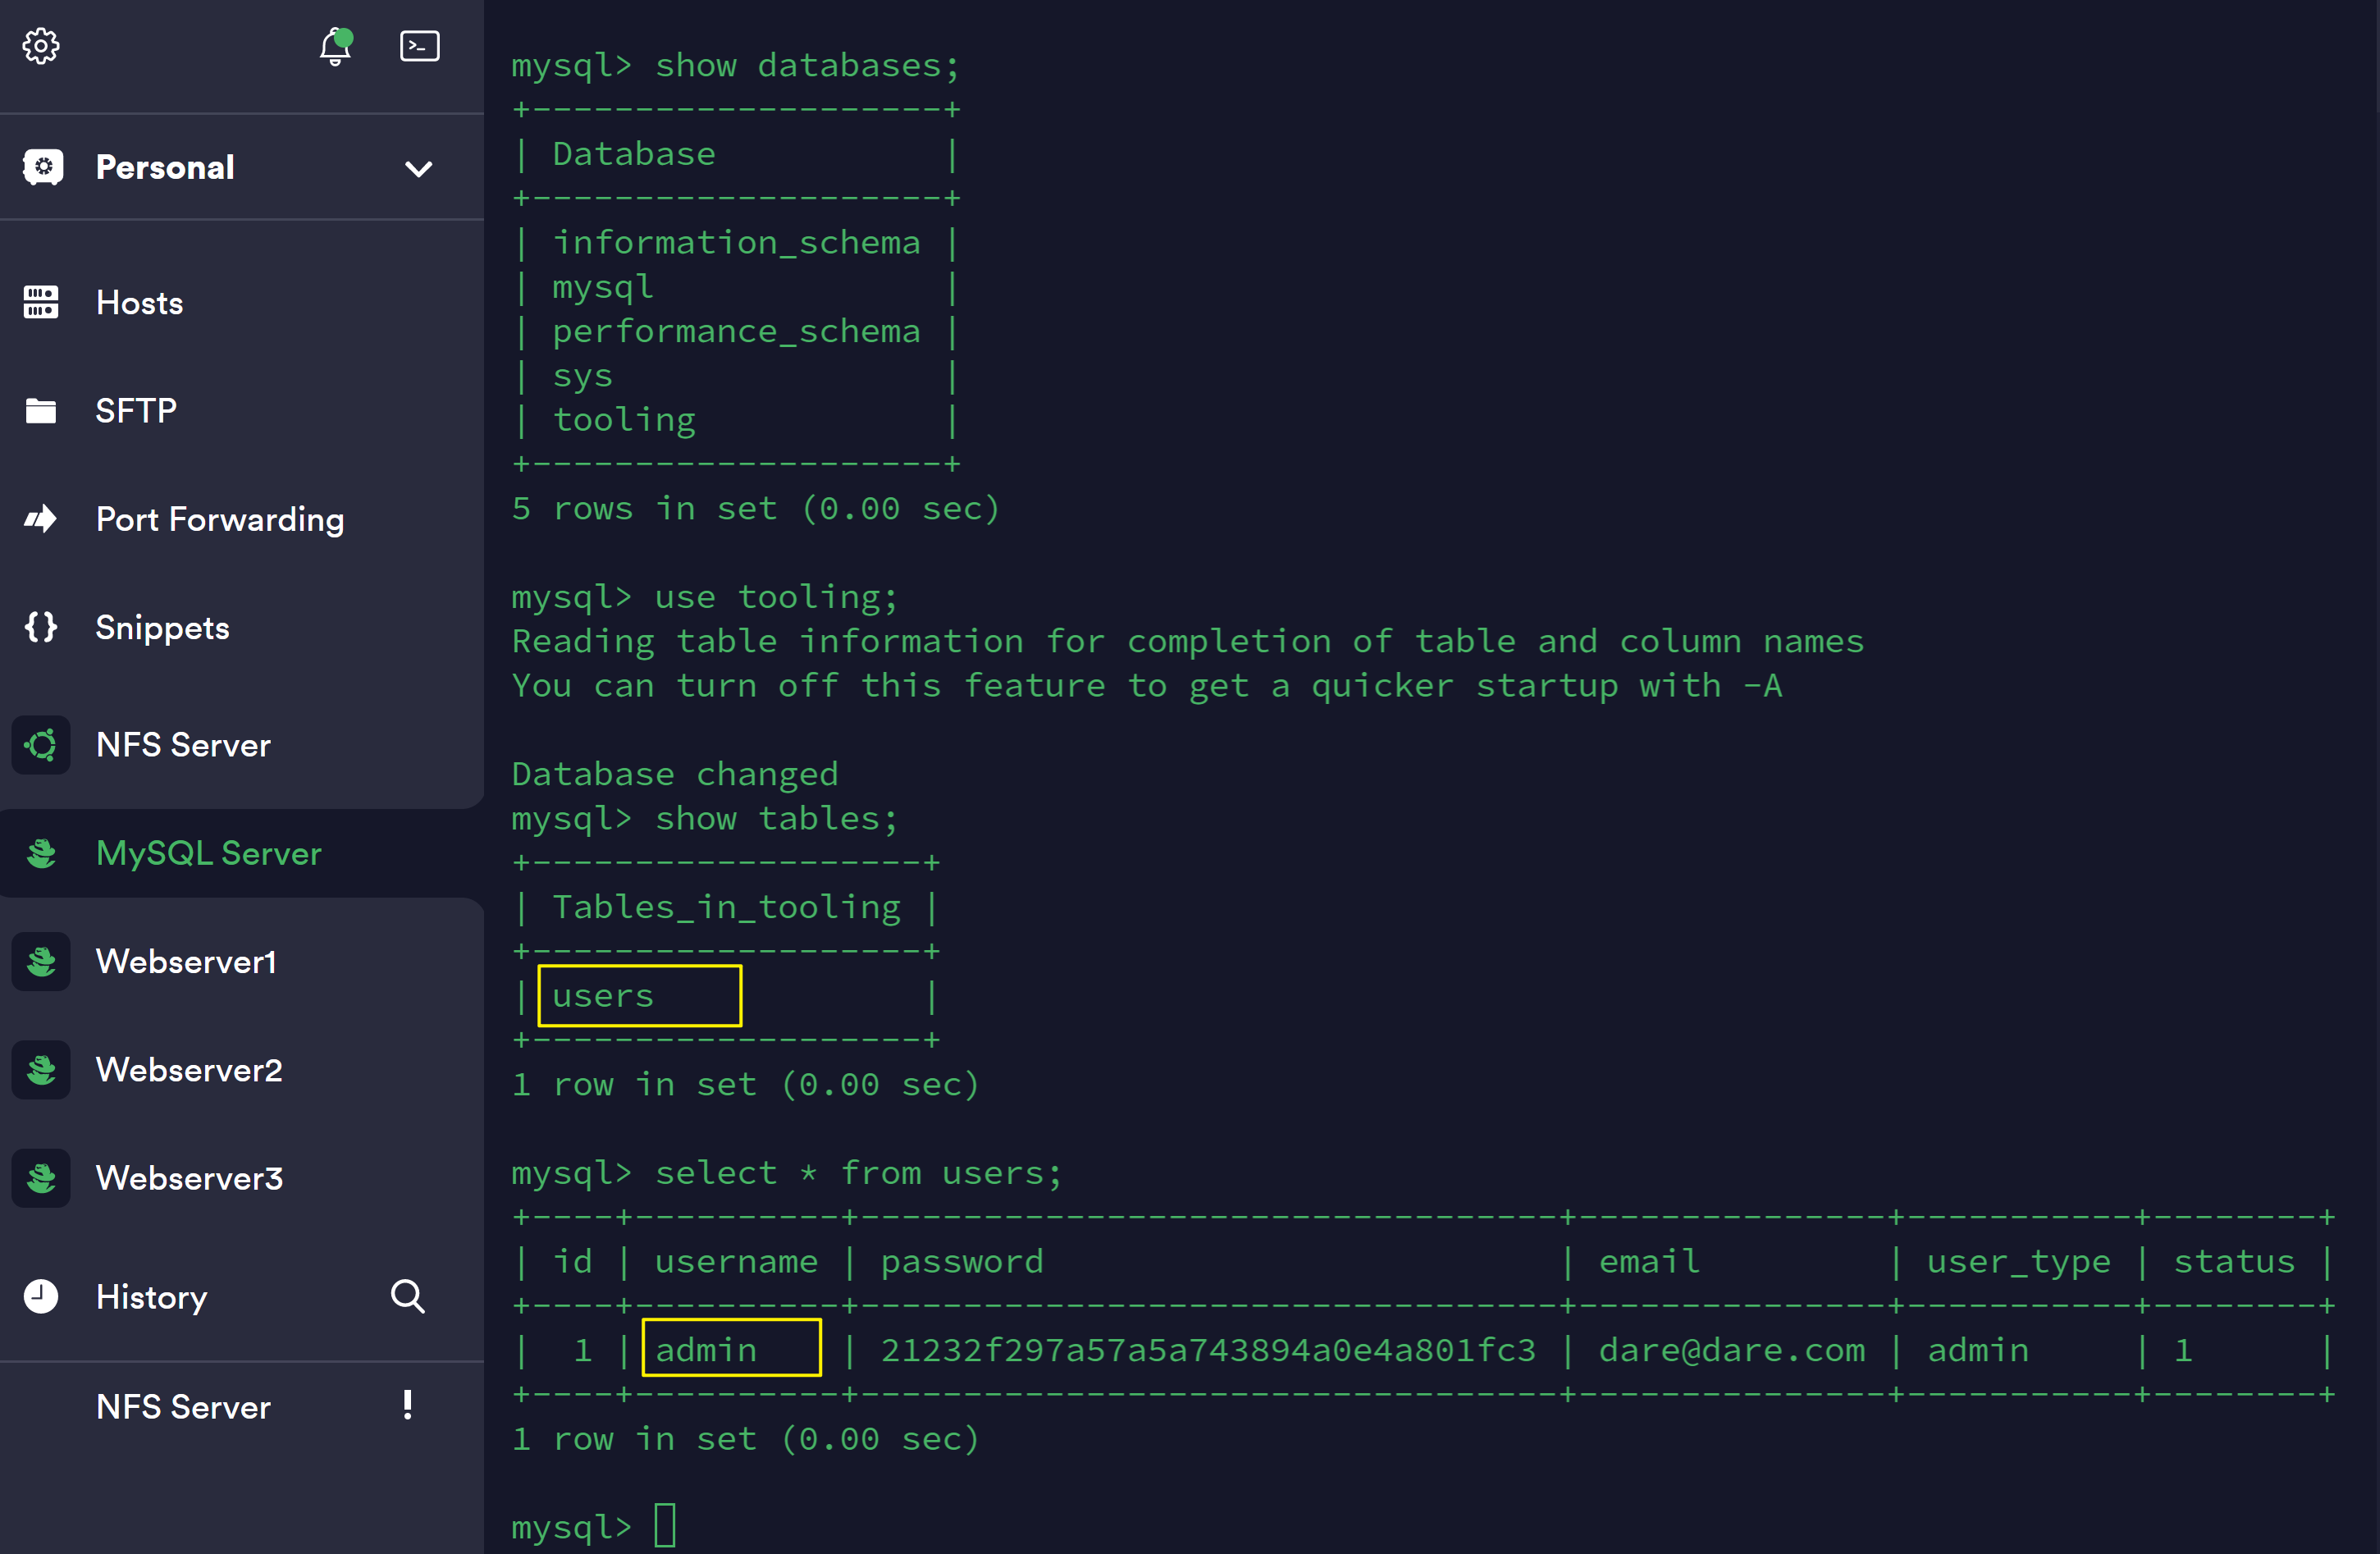 Personal
Hosts
SFTP
Port Forwarding
Snippets
NFS Server
MySQL Server
Webserver1
Webserver2
Webserver3
History
NFS Server
mysql> show databases;
+--------------------+
| Database           |
+--------------------+
| information_schema |
| mysql              |
| performance_schema |
| sys                |
| tooling            |
+--------------------+
5 rows in set (0.00 sec)
mysql> use tooling;
Reading table information for completion of table and column names
You can turn off this feature to get a quicker startup with -A
Database changed
mysql> show tables;
+-------------------+
| Tables_in_tooling |
+-------------------+
| users             |
+-------------------+
1 row in set (0.00 sec)
mysql> select * from users;
+----+----------+----------------------------------+--------------+-----------+--------+
| id | username | password                         | email        | user_type | status |
+----+----------+----------------------------------+--------------+-----------+--------+
|  1 | admin    | 21232f297a57a5a743894a0e4a801fc3 | dare@dare.com | admin     | 1      |
+----+----------+----------------------------------+--------------+-----------+--------+
1 row in set (0.00 sec)
mysql>